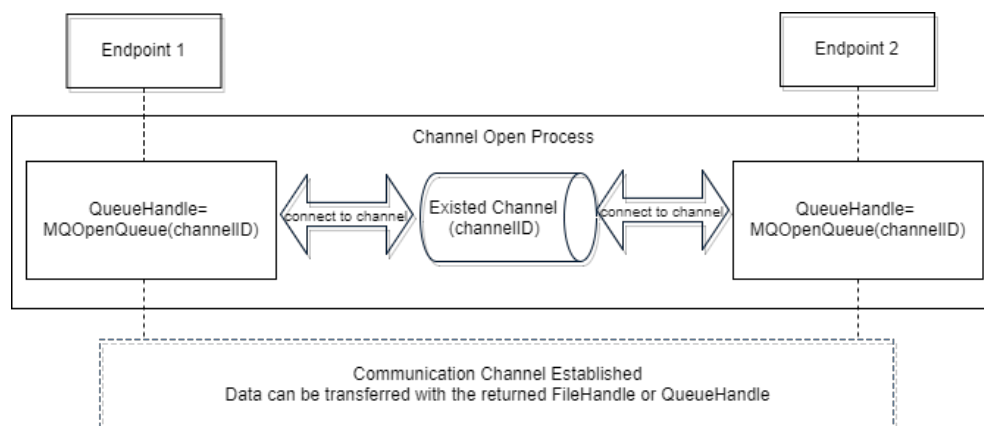 Endpoint 1
Endpoint 2
Channel Open Process
QueueHandle=
MQOpenQueue(channelID)
connect to channel
Existed Channel
(channelID)
connect to channel
QueueHandle=
MQOpenQueue(channelID)
Communication Channel Established
Data can be transferred with the returned FileHandle or QueueHandle